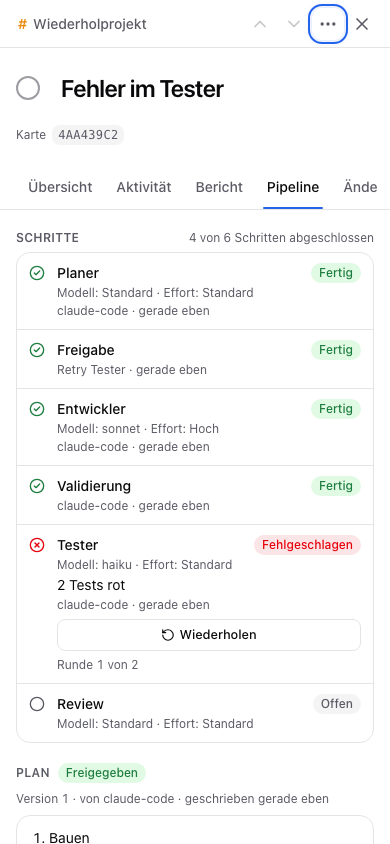 # Wiederholprojekt
Fehler im Tester
Karte 4AA439C2
Übersicht Aktivität Bericht Pipeline Ände
SCHRITTE 4 von 6 Schritten abgeschlossen
Planer Fertig
Modell: Standard · Effort: Standard
claude-code · gerade eben
Freigabe Fertig
Retry Tester · gerade eben
Entwickler Fertig
Modell: sonnet · Effort: Hoch
claude-code · gerade eben
Validierung Fertig
claude-code · gerade eben
Tester Fehlgeschlagen
Modell: haiku · Effort: Standard
2 Tests rot
claude-code · gerade eben
Wiederholen
Runde 1 von 2
Review Offen
Modell: Standard · Effort: Standard
PLAN Freigegeben
Version 1 · von claude-code · geschrieben gerade eben
1. Bauen